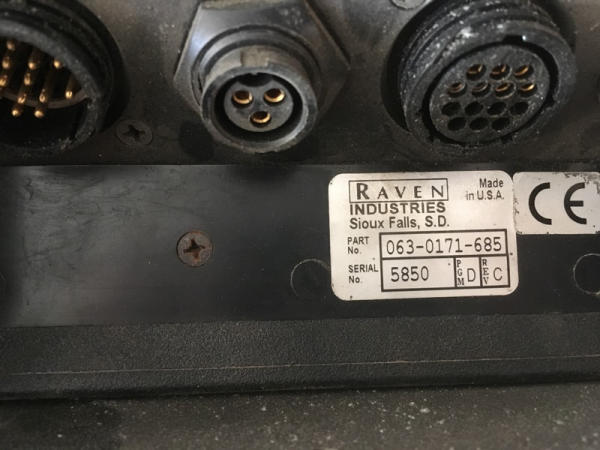 RAVEN
INDUSTRIES
Sioux Falls, S.D.
Made
in U.S.A.
PART
No.
063-0171-685
SERIAL
No.
5850
PGM
D
REV
C
CE